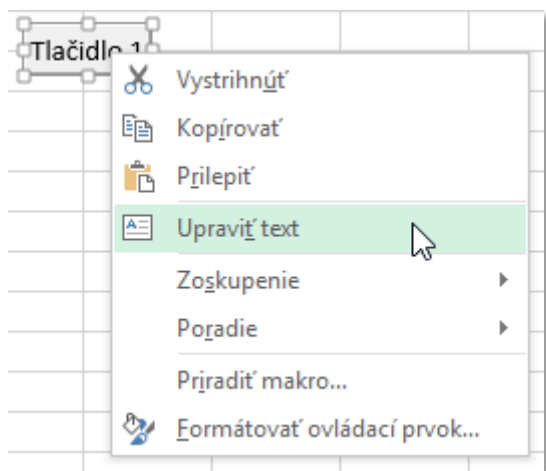 Tlačidlo 1
Vystrihnúť
Kopírovať
Prilepiť
Upraviť text
Zoskupenie
Poradie
Priradiť makro...
Formátovať ovládací prvok...